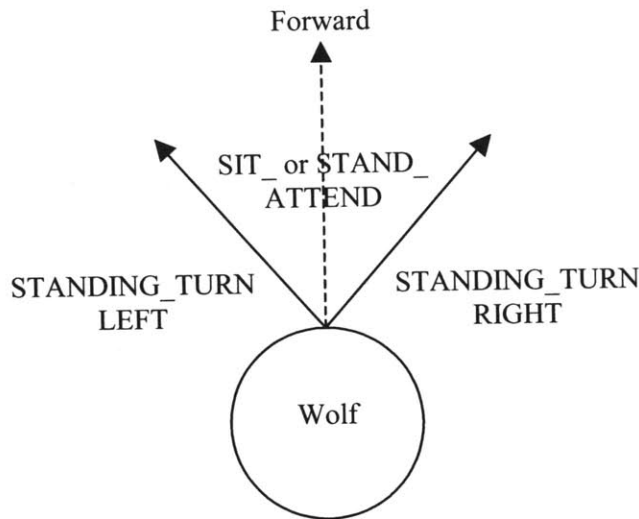 Forward
SIT_ or STAND_
ATTEND
STANDING_TURN
LEFT
STANDING_TURN
RIGHT
Wolf